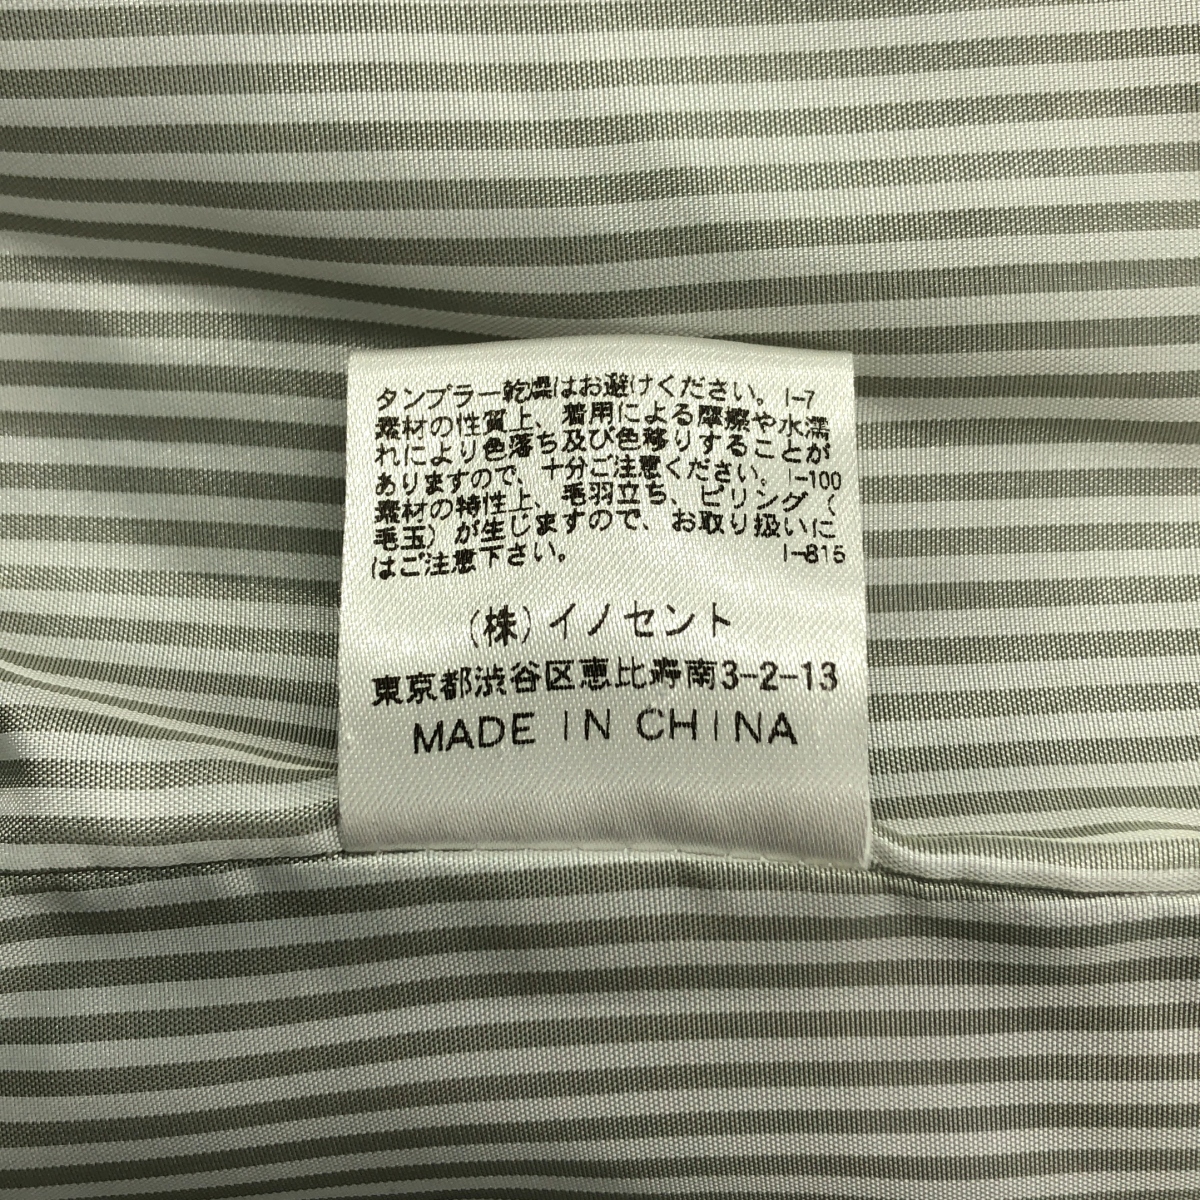 タンブラー乾燥はお避けください。I-7
素材の性質上、着用による摩擦や水濡
れにより色落ち及び色移りすることが
ありますので、十分ご注意ください。I-100
素材の特性上、毛羽立ち、ピリング（
毛玉）が生じますので、お取り扱いに
はご注意下さい。 I-815
(株)イノセント
東京都渋谷区恵比寿南3-2-13
MADE IN CHINA